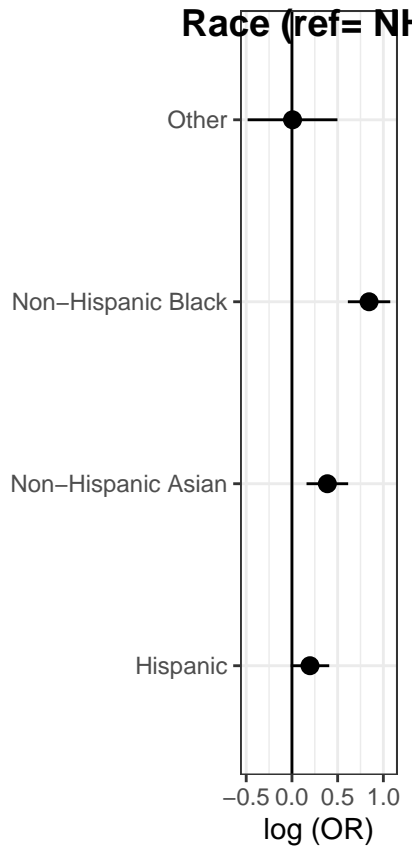 Race (ref= NH
Other
Non−Hispanic Black
Non−Hispanic Asian
Hispanic
−0.5 0.0 0.5 1.0
log (OR)